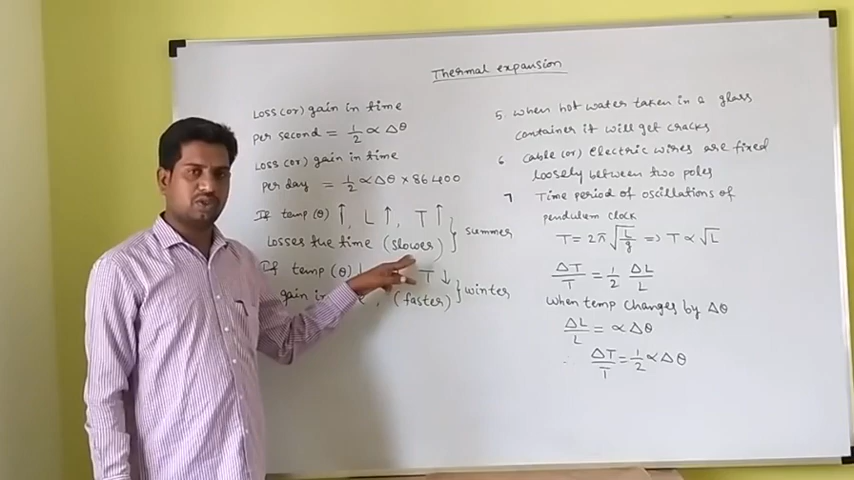 Thermal expansion
Loss (or) gain in time
per second = 1/2 ∝ Δθ
Loss (or) gain in time
per day = 1/2 ∝ Δθ × 86400
If temp (θ) ↑, L ↑, T ↑
Losses the time (slower) } summer
If temp (θ) ↓ T ↓
gain in , (faster) } winter
5. When hot water taken in a glass
container it will get cracks
6 Cable (or) Electric wires are fixed
loosely between two poles
7 Time period of oscillations of
pendulum clock
T = 2π √(L/g) ⇒ T ∝ √L
ΔT/T = 1/2 ΔL/L
When temp changes by Δθ
ΔL/L = ∝ Δθ
∴ ΔT/T = 1/2 ∝ Δθ